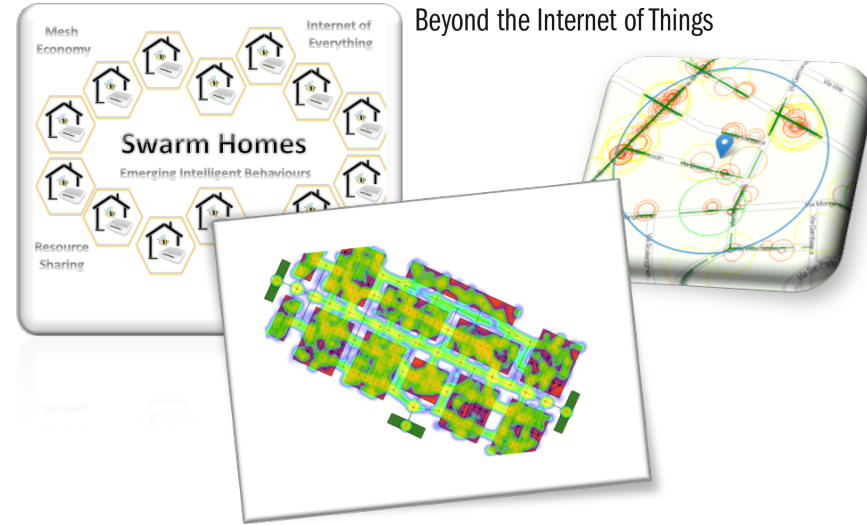 Beyond the Internet of Things
Mesh
Economy
Internet of
Everything
Swarm Homes
Emerging Intelligent Behaviours
Resource
Sharing